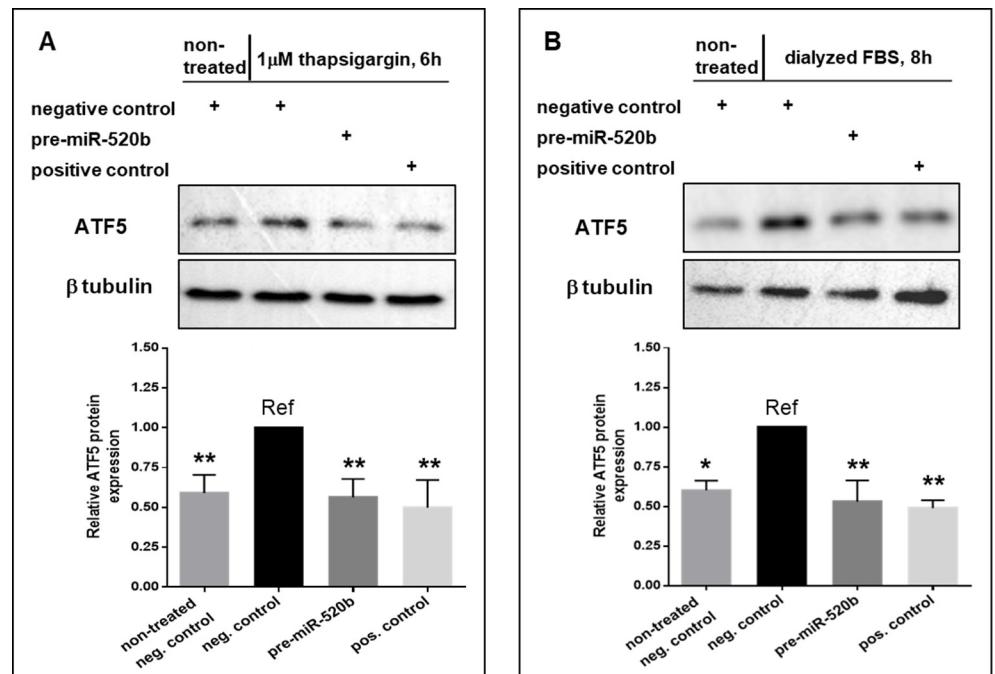 A
non-
treated
1μM thapsigargin, 6h
negative control + +
pre-miR-520b +
positive control +
ATF5
β tubulin
1.50
1.25
1.00
0.75
0.50
0.25
0.00
Relative ATF5 protein
expression
**
Ref
**
**
non-treated
neg. control
neg. control
pre-miR-520b
pos. control
B
non-
treated
dialyzed FBS, 8h
negative control + +
pre-miR-520b +
positive control +
ATF5
β tubulin
1.50
1.25
1.00
0.75
0.50
0.25
0.00
Relative ATF5 protein
expression
*
Ref
**
**
non-treated
neg. control
neg. control
pre-miR-520b
pos. control